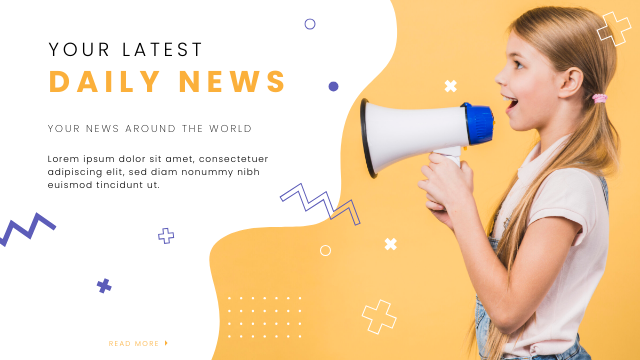 YOUR LATEST
DAILY NEWS
YOUR NEWS AROUND THE WORLD
Lorem ipsum dolor sit amet, consectetuer
adipiscing elit, sed diam nonummy nibh
euismod tincidunt ut.
READ MORE